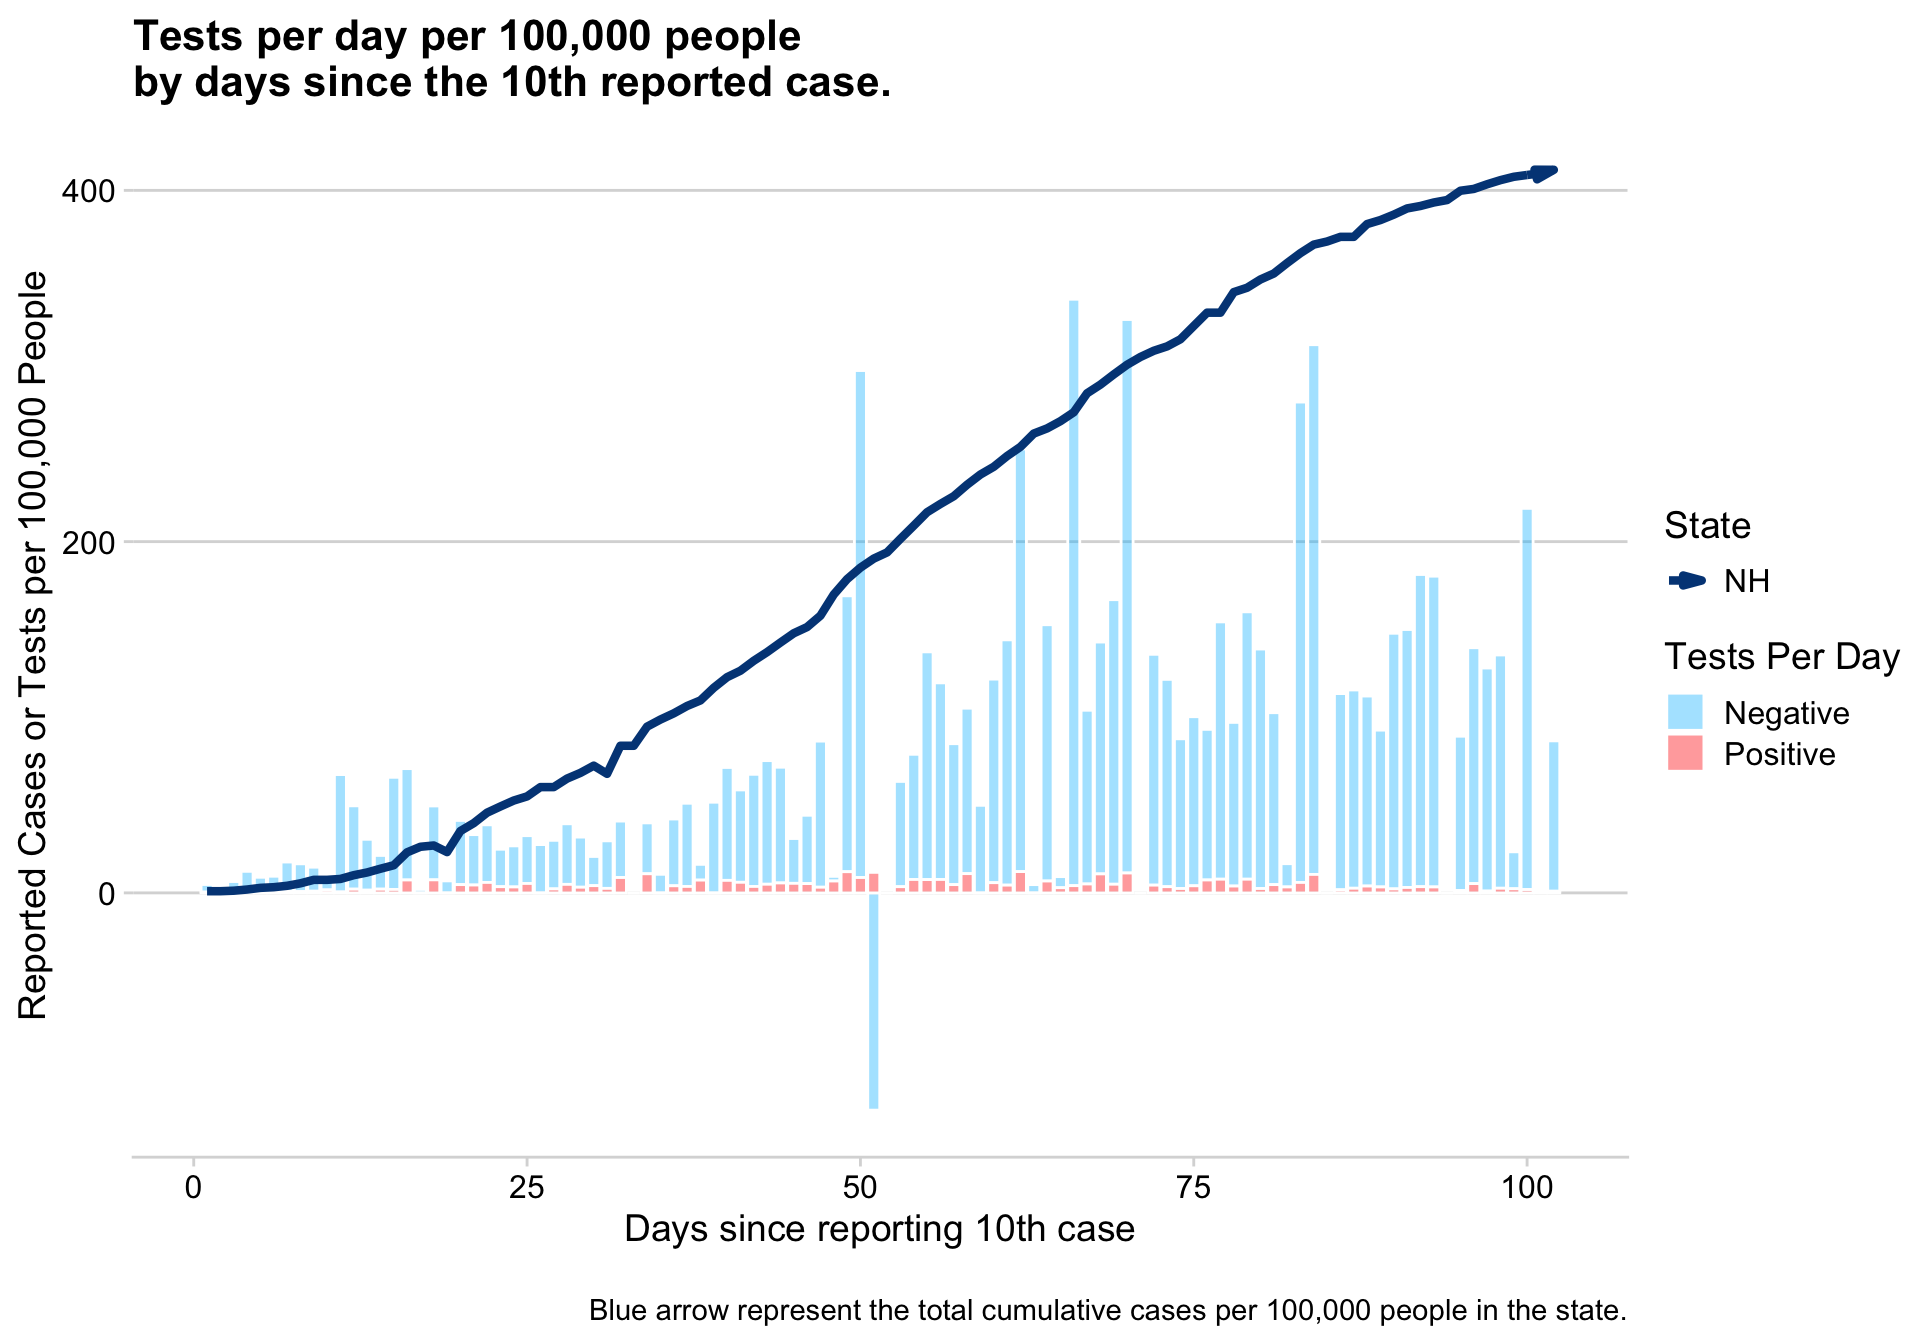 Tests per day per 100,000 people
by days since the 10th reported case.
Reported Cases or Tests per 100,000 People
400
200
0
0
25
50
75
100
Days since reporting 10th case
State
NH
Tests Per Day
Negative
Positive
Blue arrow represent the total cumulative cases per 100,000 people in the state.